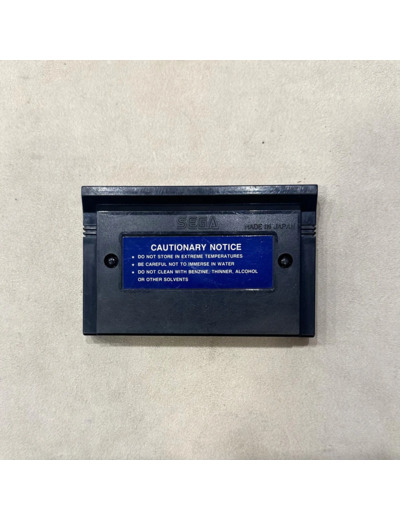 SEGA
MADE IN JAPAN
CAUTIONARY NOTICE
• DO NOT STORE IN EXTREME TEMPERATURES
• BE CAREFUL NOT TO IMMERSE IN WATER
• DO NOT CLEAN WITH BENZINE; THINNER, ALCOHOL
OR OTHER SOLVENTS